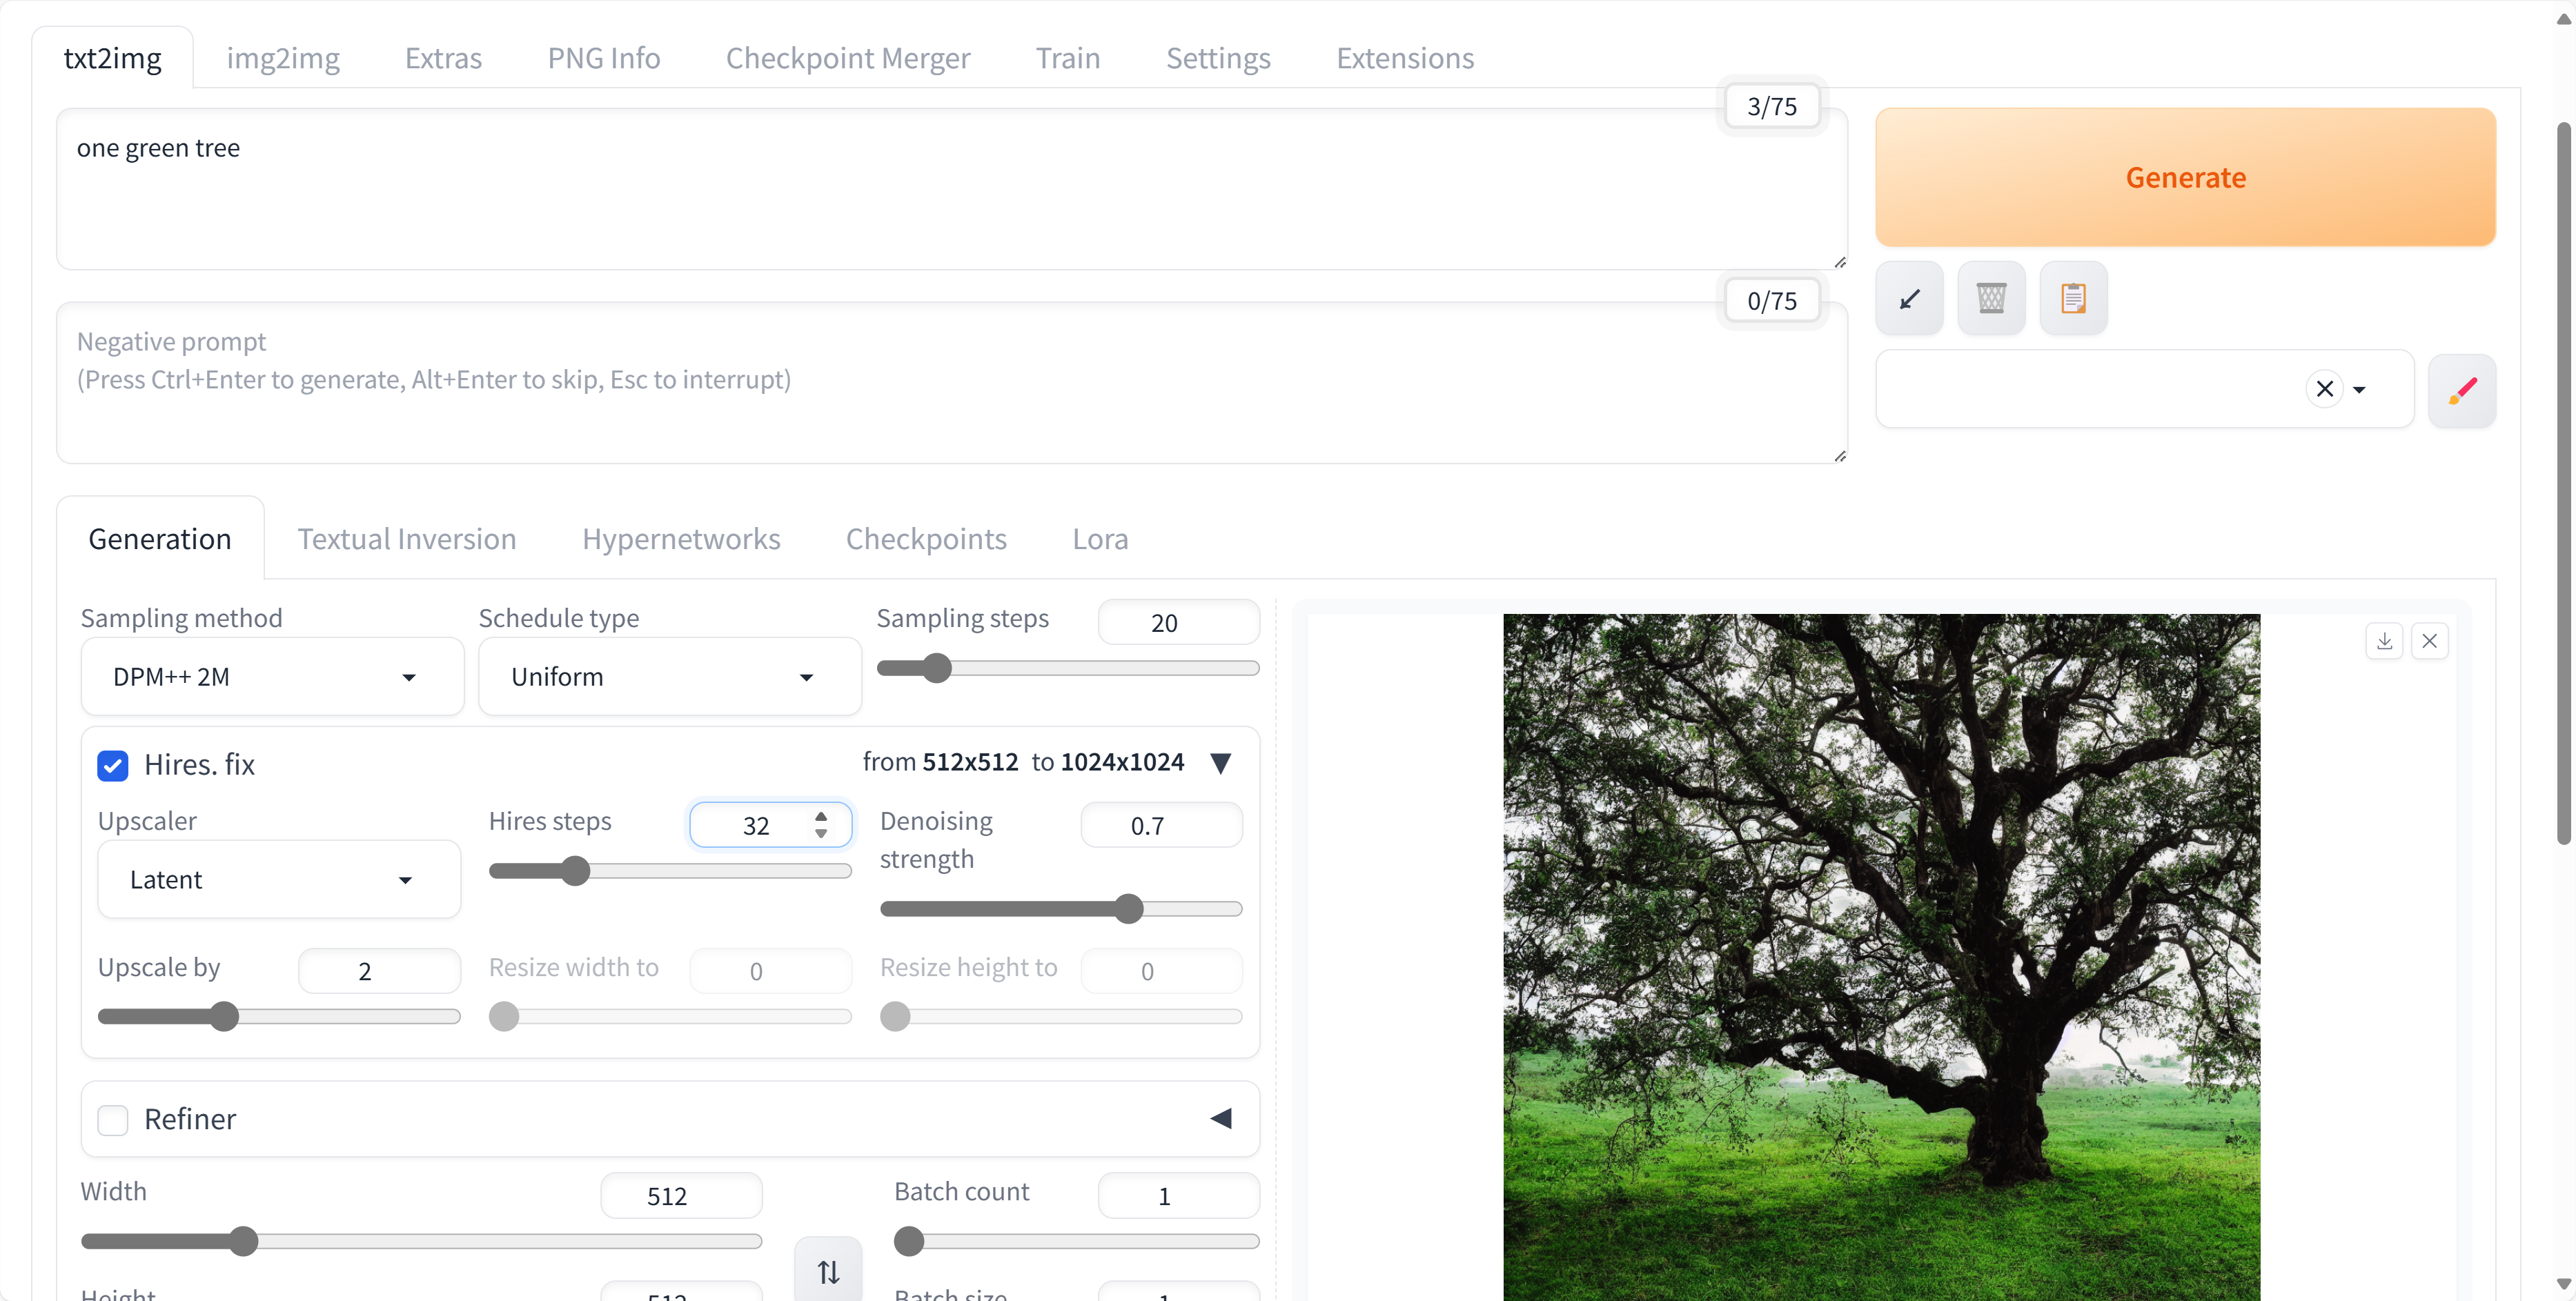 txt2img img2img Extras PNG Info Checkpoint Merger Train Settings Extensions
3/75
one green tree
Generate
0/75
Negative prompt
(Press Ctrl+Enter to generate, Alt+Enter to skip, Esc to interrupt)
Generation Textual Inversion Hypernetworks Checkpoints Lora
Sampling method Schedule type Sampling steps 20
DPM++ 2M Uniform
Hires. fix from 512x512 to 1024x1024
Upscaler Hires steps 32 Denoising strength 0.7
Latent
Upscale by 2 Resize width to 0 Resize height to 0
Refiner
Width 512 Batch count 1
Height 512 Batch size 1